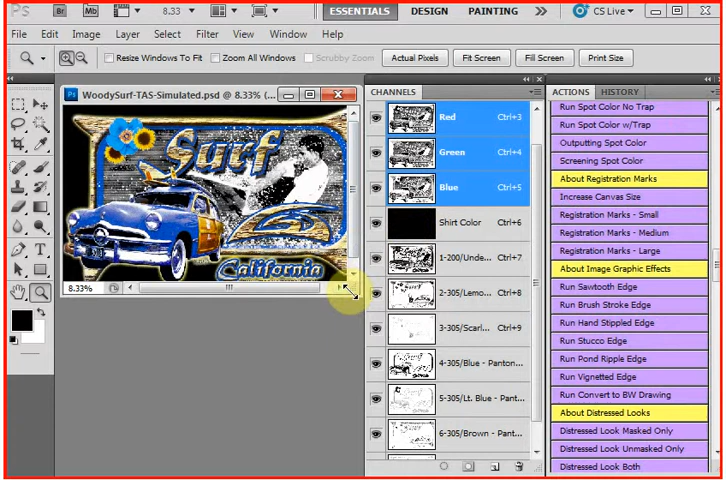 Ps Br Mb 8.33 ESSENTIALS DESIGN PAINTING CS Live
File Edit Image Layer Select Filter View Window Help
Resize Windows To Fit Zoom All Windows Scrubby Zoom Actual Pixels Fit Screen Fill Screen Print Size
Ps WoodySurf-TAS-Simulated.psd @ 8.33% (...
Surf
California
8.33%
CHANNELS
Red Ctrl+3
Green Ctrl+4
Blue Ctrl+5
Shirt Color Ctrl+6
1-200/Unde... Ctrl+7
2-305/Lemo... Ctrl+8
3-305/Scarl... Ctrl+9
4-305/Blue - Panton...
5-305/Lt. Blue - Pant...
6-305/Brown - Pant...
ACTIONS HISTORY
Run Spot Color No Trap
Run Spot Color w/Trap
Outputting Spot Color
Screening Spot Color
About Registration Marks
Increase Canvas Size
Registration Marks - Small
Registration Marks - Medium
Registration Marks - Large
About Image Graphic Effects
Run Sawtooth Edge
Run Brush Stroke Edge
Run Hand Stippled Edge
Run Stucco Edge
Run Pond Ripple Edge
Run Vignetted Edge
Run Convert to BW Drawing
About Distressed Looks
Distressed Look Masked Only
Distressed Look Unmasked Only
Distressed Look Both